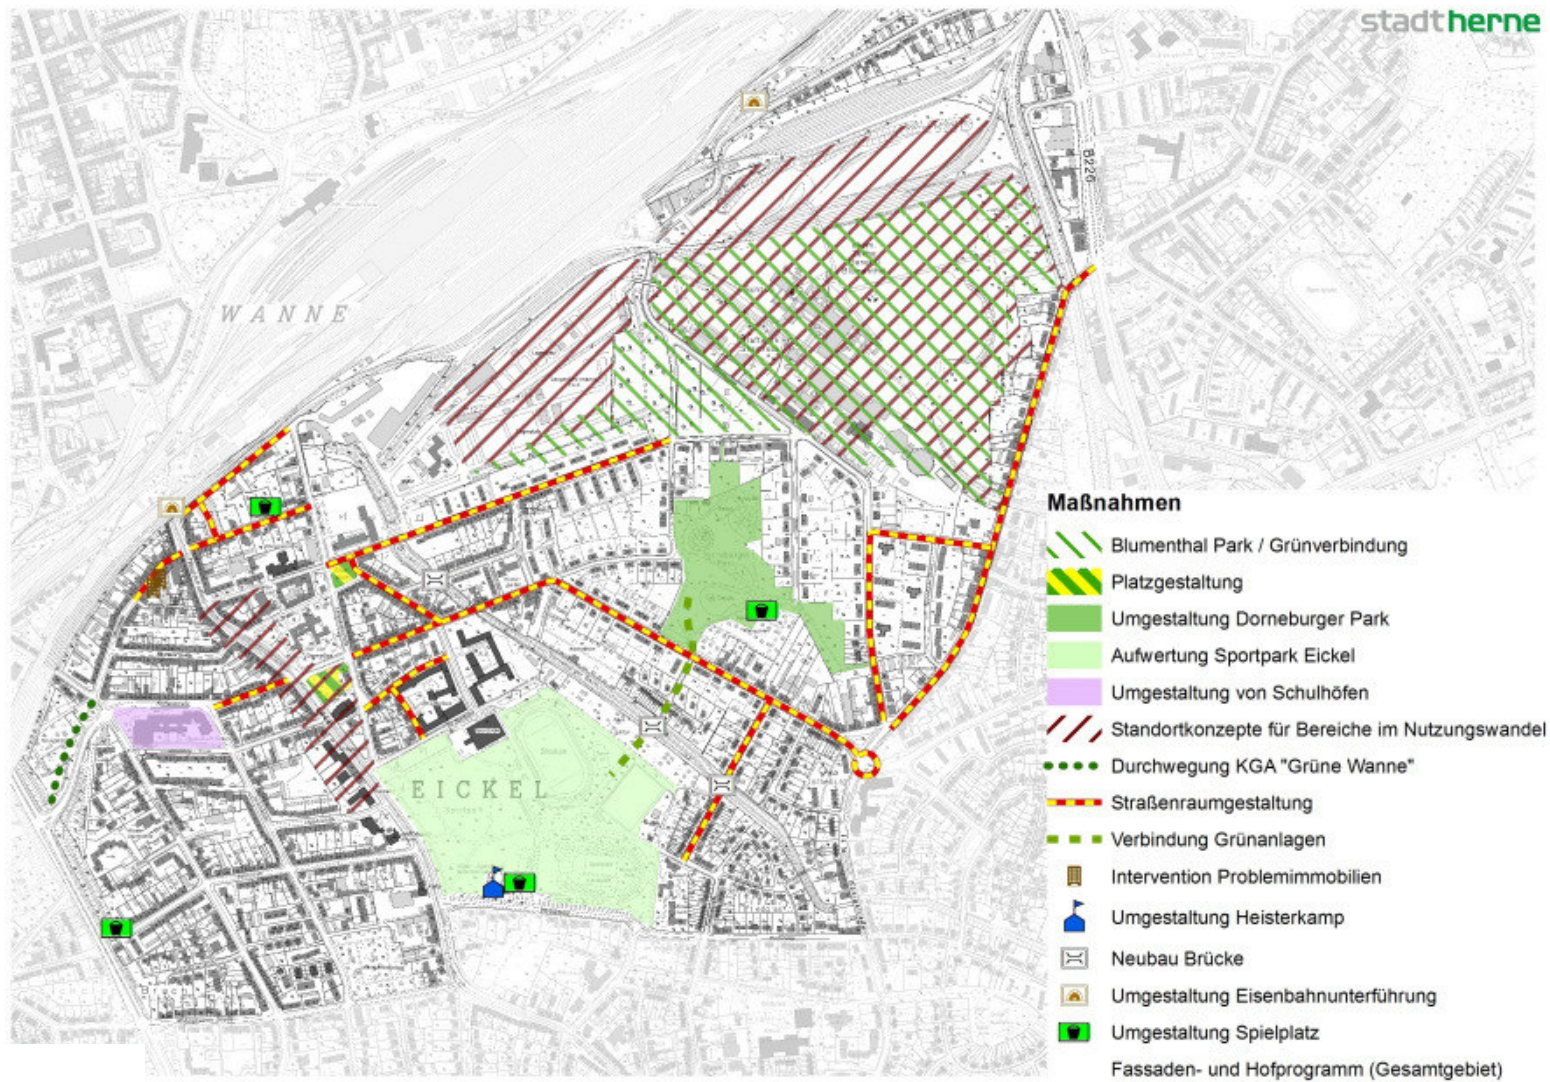 stadtherne
B226
WANNE
EICKEL
Maßnahmen
Blumenthal Park / Grünverbindung
Platzgestaltung
Umgestaltung Dorneburger Park
Aufwertung Sportpark Eickel
Umgestaltung von Schulhöfen
Standortkonzepte für Bereiche im Nutzungswandel
Durchwegung KGA "Grüne Wanne"
Straßenraumgestaltung
Verbindung Grünanlagen
Intervention Problemimmobilien
Umgestaltung Heisterkamp
Neubau Brücke
Umgestaltung Eisenbahnunterführung
Umgestaltung Spielplatz
Fassaden- und Hofprogramm (Gesamtgebiet)